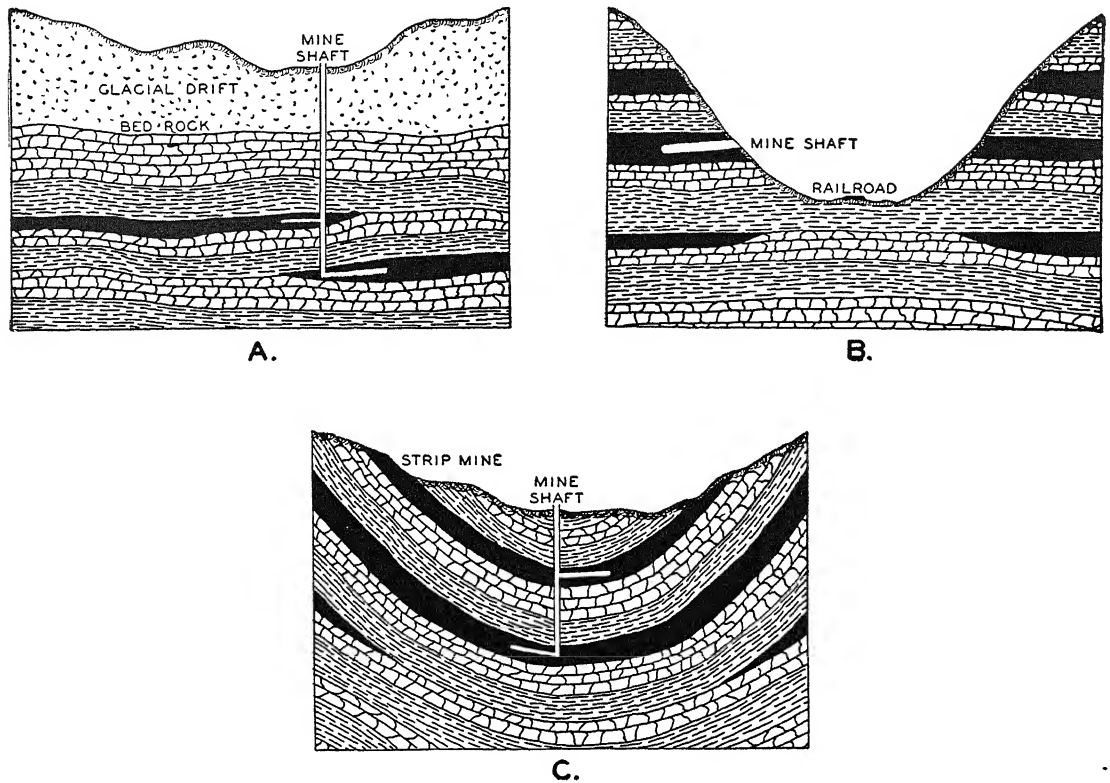 MINE
SHAFT
GLACIAL DRIFT
BED ROCK
A.
MINE SHAFT
RAILROAD
B.
STRIP MINE
MINE
SHAFT
C.